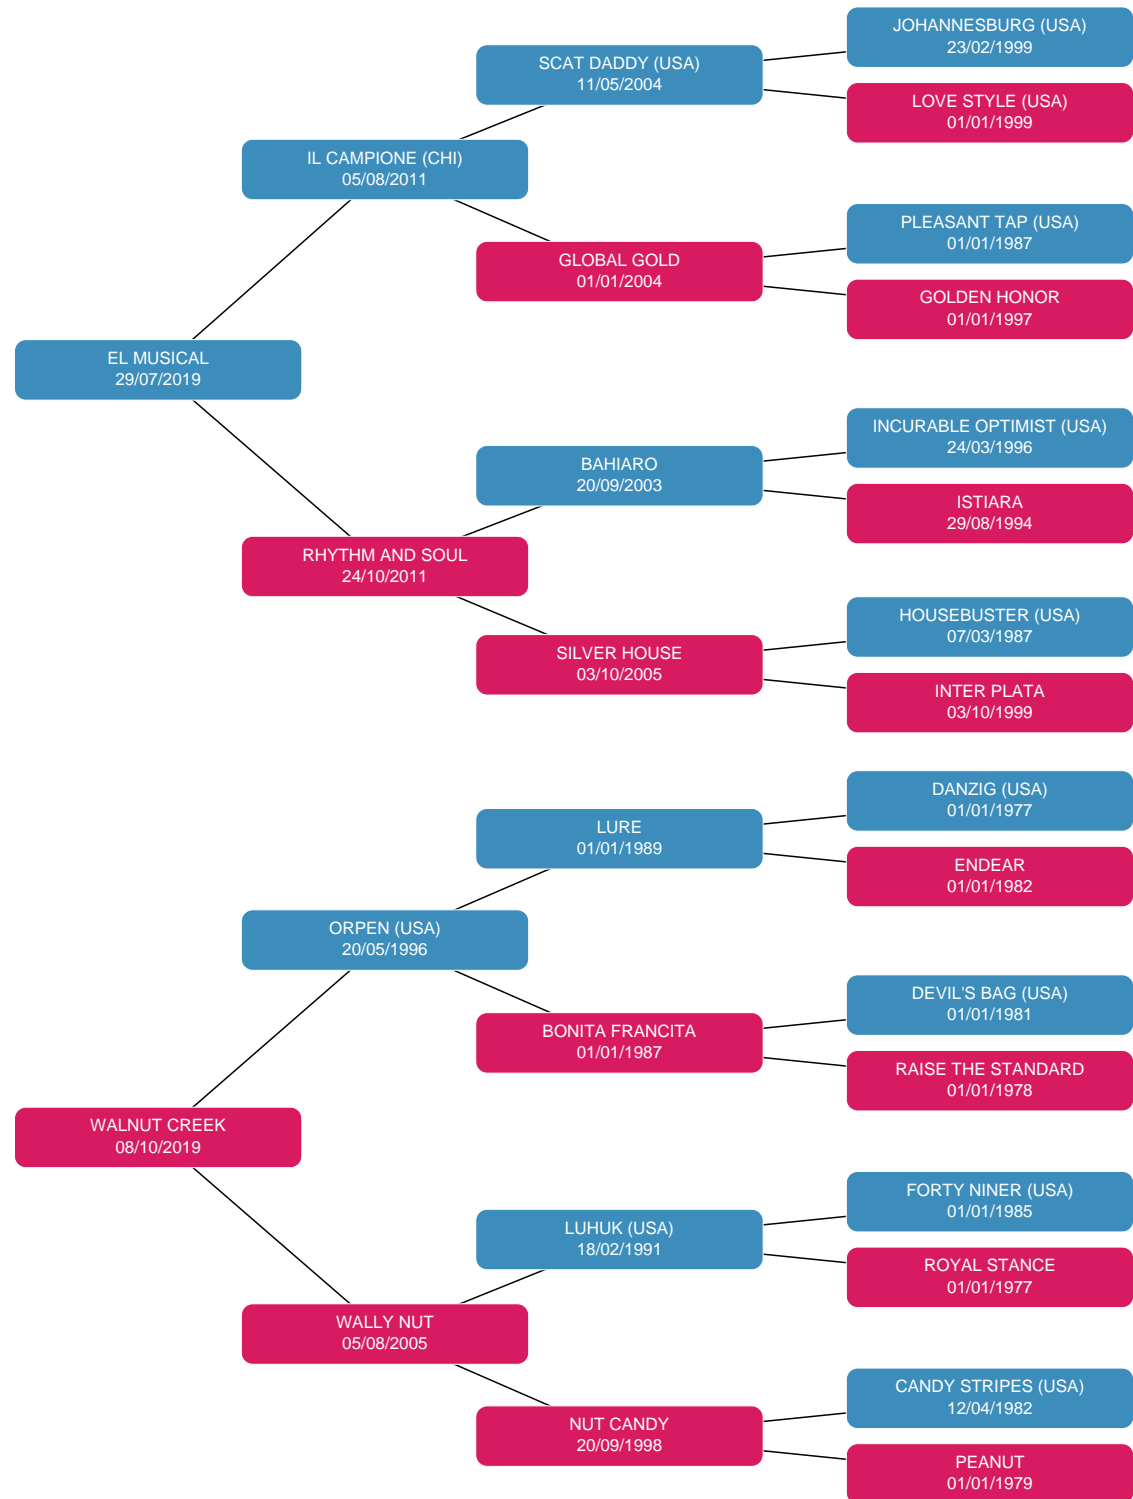 JOHANNESBURG (USA)
23/02/1999
SCAT DADDY (USA)
11/05/2004
LOVE STYLE (USA)
01/01/1999
IL CAMPIONE (CHI)
05/08/2011
PLEASANT TAP (USA)
01/01/1987
GLOBAL GOLD
01/01/2004
GOLDEN HONOR
01/01/1997
EL MUSICAL
29/07/2019
INCURABLE OPTIMIST (USA)
24/03/1996
BAHIARO
20/09/2003
ISTIARA
29/08/1994
RHYTHM AND SOUL
24/10/2011
HOUSEBUSTER (USA)
07/03/1987
SILVER HOUSE
03/10/2005
INTER PLATA
03/10/1999
DANZIG (USA)
01/01/1977
LURE
01/01/1989
ENDEAR
01/01/1982
ORPEN (USA)
20/05/1996
DEVIL'S BAG (USA)
01/01/1981
BONITA FRANCITA
01/01/1987
RAISE THE STANDARD
01/01/1978
WALNUT CREEK
08/10/2019
FORTY NINER (USA)
01/01/1985
LUHUK (USA)
18/02/1991
ROYAL STANCE
01/01/1977
WALLY NUT
05/08/2005
CANDY STRIPES (USA)
12/04/1982
NUT CANDY
20/09/1998
PEANUT
01/01/1979